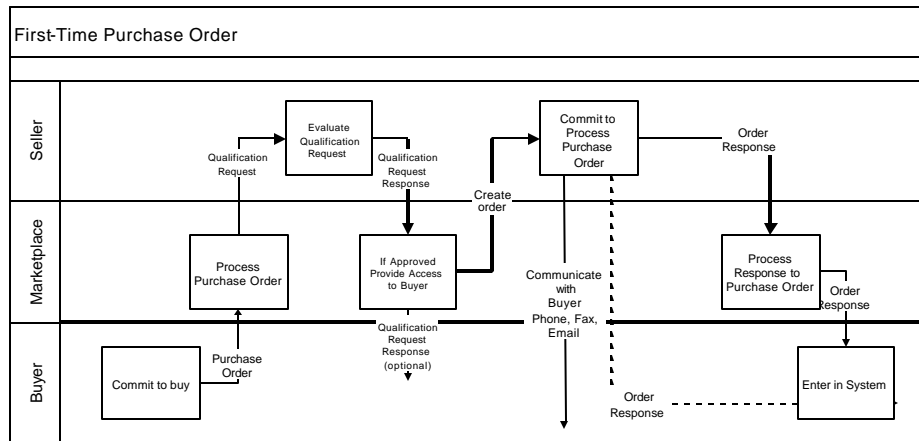 First-Time Purchase Order
Seller
Evaluate
Qualification
Request
Commit to
Process
Purchase
Order
Order
Response
Qualification
Request
Qualification
Request
Response
Create
order
Marketplace
Process
Purchase Order
If Approved
Provide Access
to Buyer
Communicate
with
Buyer
Phone, Fax,
Email
Process
Response to
Purchase Order
Order
Response
Buyer
Commit to buy
Purchase
Order
Qualification
Request
Response
(optional)
Order
Response
Enter in System